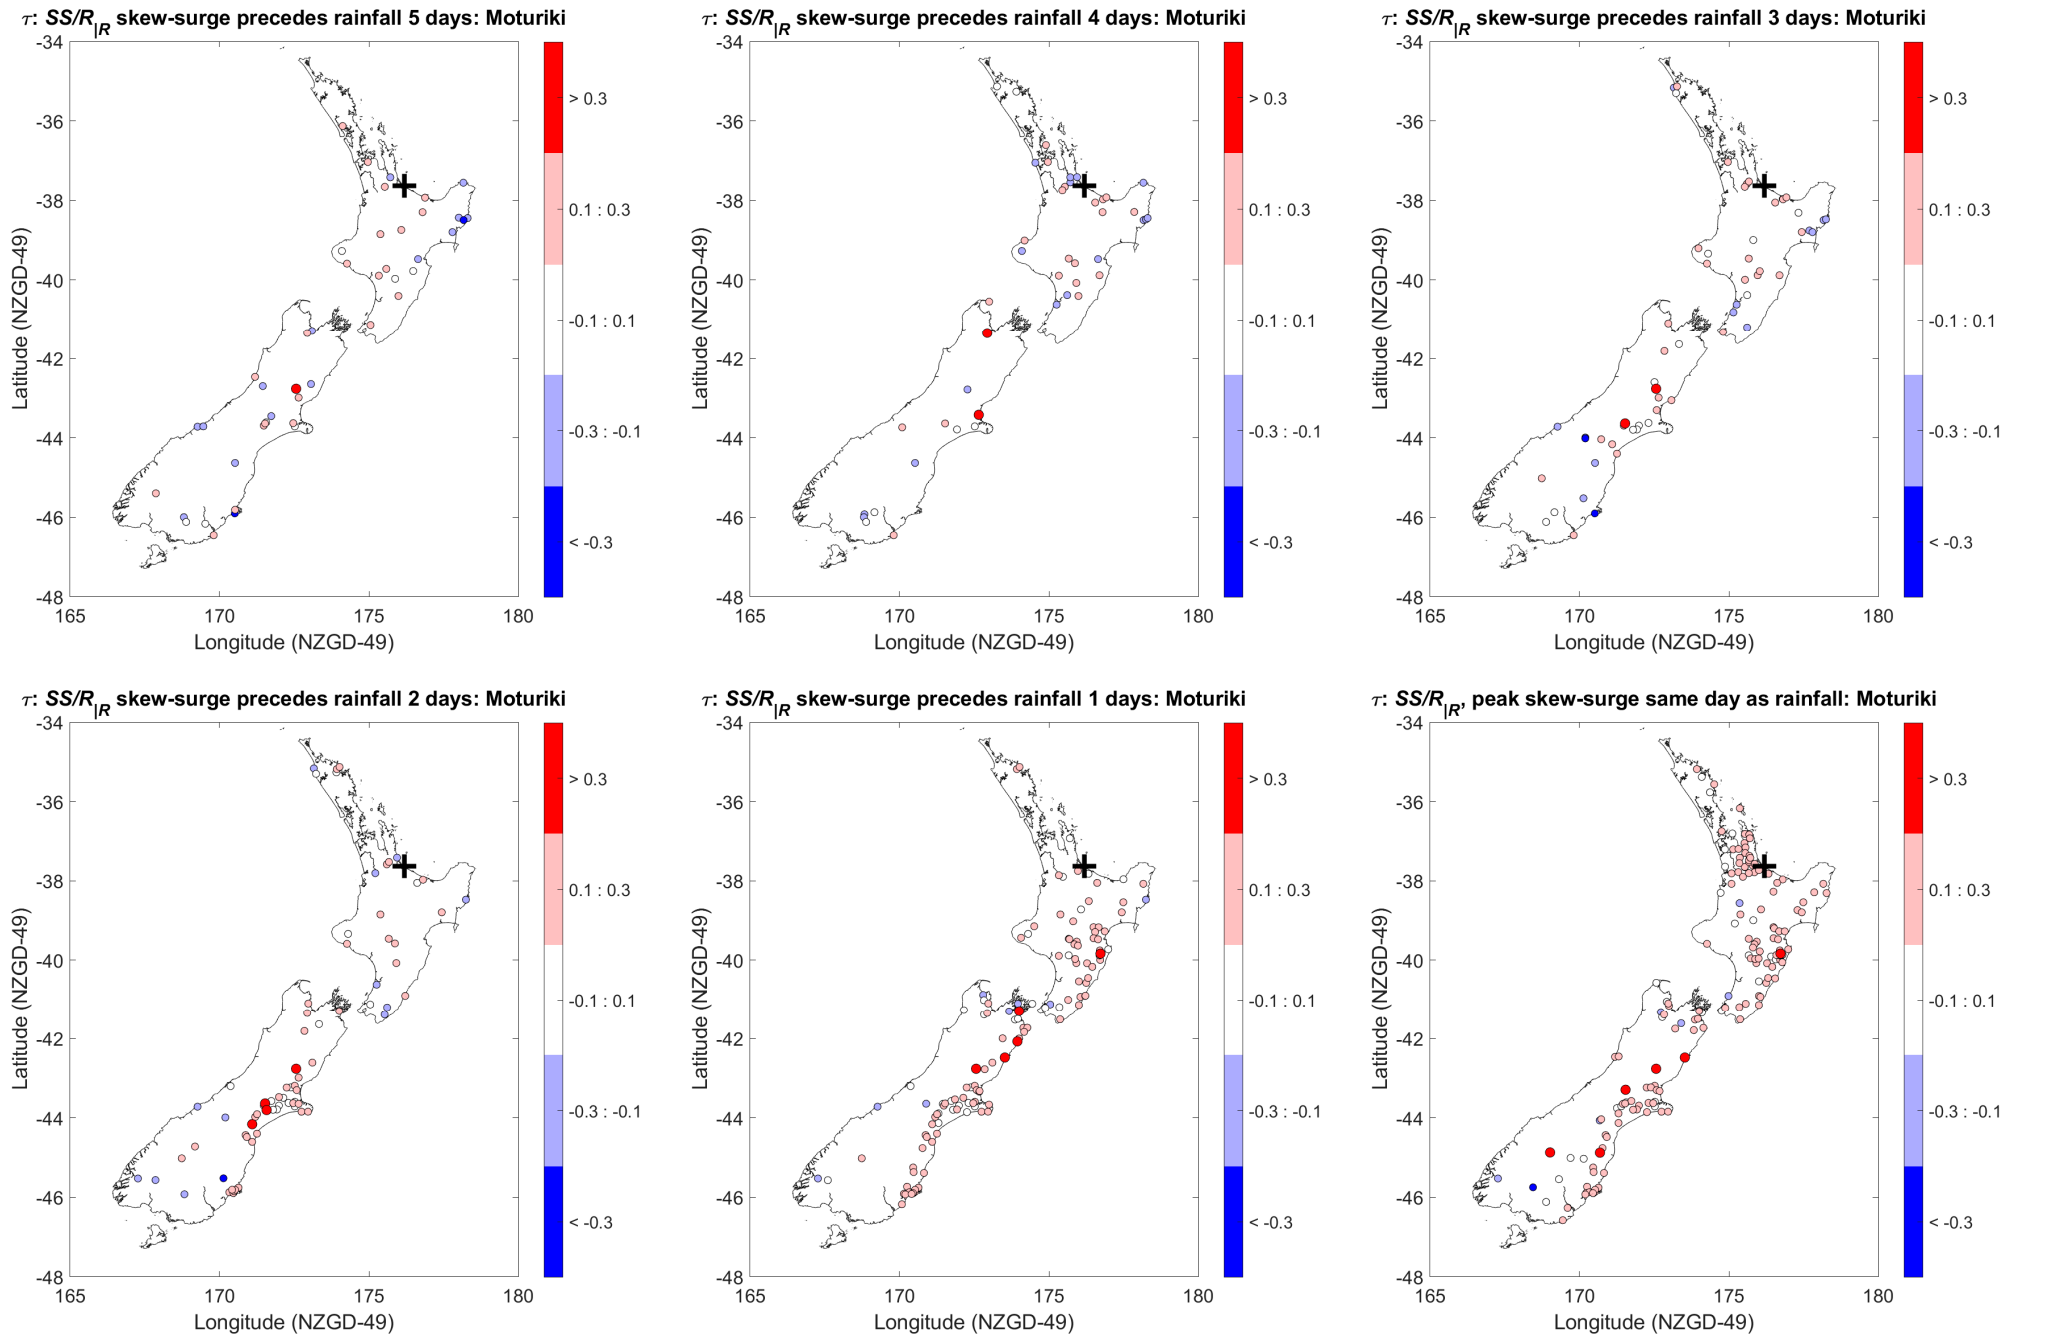 τ: SS/R|R skew-surge precedes rainfall 5 days: Moturiki
-34
-36
-38
-40
-42
-44
-46
-48
165
170
175
180
Latitude (NZGD-49)
Longitude (NZGD-49)
> 0.3
0.1 : 0.3
-0.1 : 0.1
-0.3 : -0.1
< -0.3
τ: SS/R|R skew-surge precedes rainfall 4 days: Moturiki
-34
-36
-38
-40
-42
-44
-46
-48
165
170
175
180
Latitude (NZGD-49)
Longitude (NZGD-49)
> 0.3
0.1 : 0.3
-0.1 : 0.1
-0.3 : -0.1
< -0.3
τ: SS/R|R skew-surge precedes rainfall 3 days: Moturiki
-34
-36
-38
-40
-42
-44
-46
-48
165
170
175
180
Latitude (NZGD-49)
Longitude (NZGD-49)
> 0.3
0.1 : 0.3
-0.1 : 0.1
-0.3 : -0.1
< -0.3
τ: SS/R|R skew-surge precedes rainfall 2 days: Moturiki
-34
-36
-38
-40
-42
-44
-46
-48
165
170
175
180
Latitude (NZGD-49)
Longitude (NZGD-49)
> 0.3
0.1 : 0.3
-0.1 : 0.1
-0.3 : -0.1
< -0.3
τ: SS/R|R skew-surge precedes rainfall 1 days: Moturiki
-34
-36
-38
-40
-42
-44
-46
-48
165
170
175
180
Latitude (NZGD-49)
Longitude (NZGD-49)
> 0.3
0.1 : 0.3
-0.1 : 0.1
-0.3 : -0.1
< -0.3
τ: SS/R|R, peak skew-surge same day as rainfall: Moturiki
-34
-36
-38
-40
-42
-44
-46
-48
165
170
175
180
Latitude (NZGD-49)
Longitude (NZGD-49)
> 0.3
0.1 : 0.3
-0.1 : 0.1
-0.3 : -0.1
< -0.3